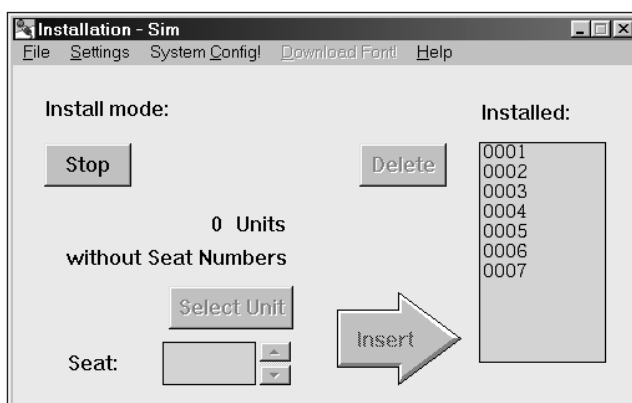 Installation - Sim
File Settings System Config! Download Font! Help
Install mode:
Stop
Delete
0 Units
without Seat Numbers
Select Unit
Seat:
Insert
Installed:
0001
0002
0003
0004
0005
0006
0007